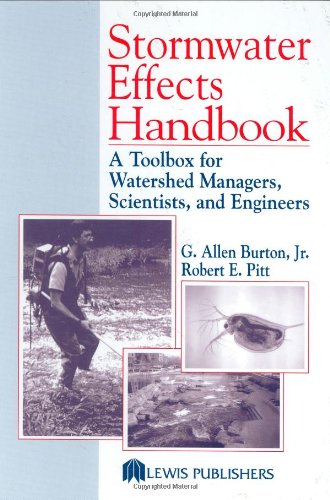 Stormwater
Effects
Handbook
A Toolbox for
Watershed Managers,
Scientists, and Engineers
G. Allen Burton, Jr.
Robert E. Pitt
LEWIS PUBLISHERS